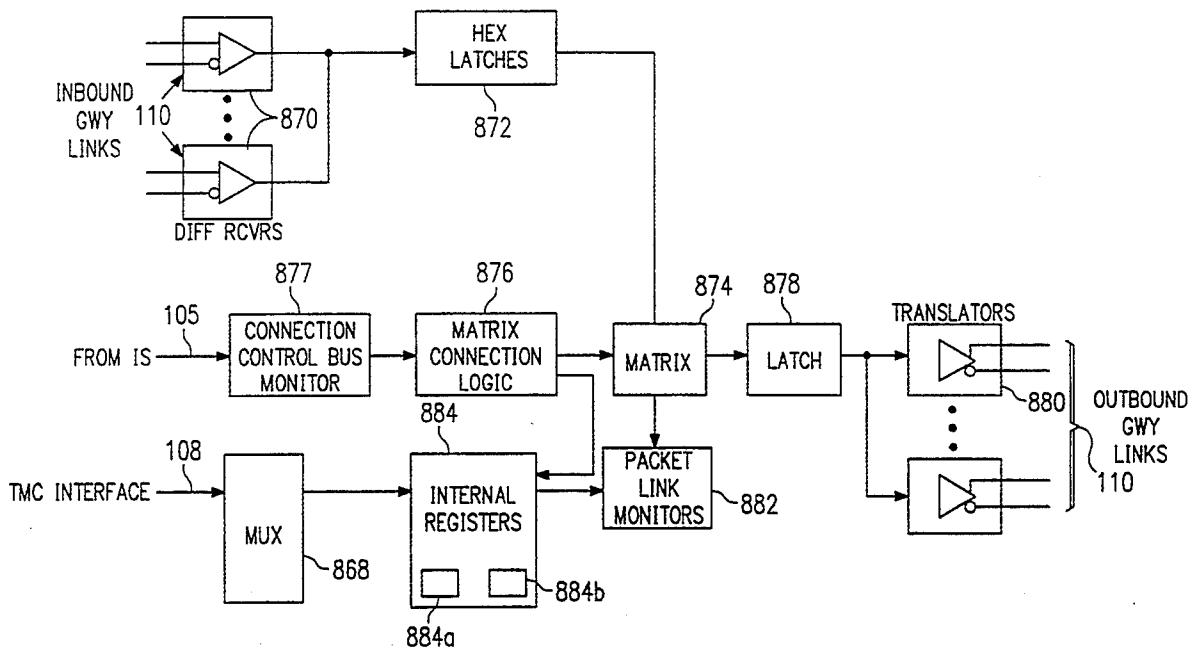 HEX
LATCHES
872
INBOUND
GWY
LINKS
110
870
DIFF RCVRS
877
876
874
878
TRANSLATORS
105
FROM IS
CONNECTION
CONTROL BUS
MONITOR
MATRIX
CONNECTION
LOGIC
MATRIX
LATCH
880
OUTBOUND
GWY
LINKS
110
884
108
TMC INTERFACE
MUX
868
INTERNAL
REGISTERS
PACKET
LINK
MONITORS
882
884b
884a